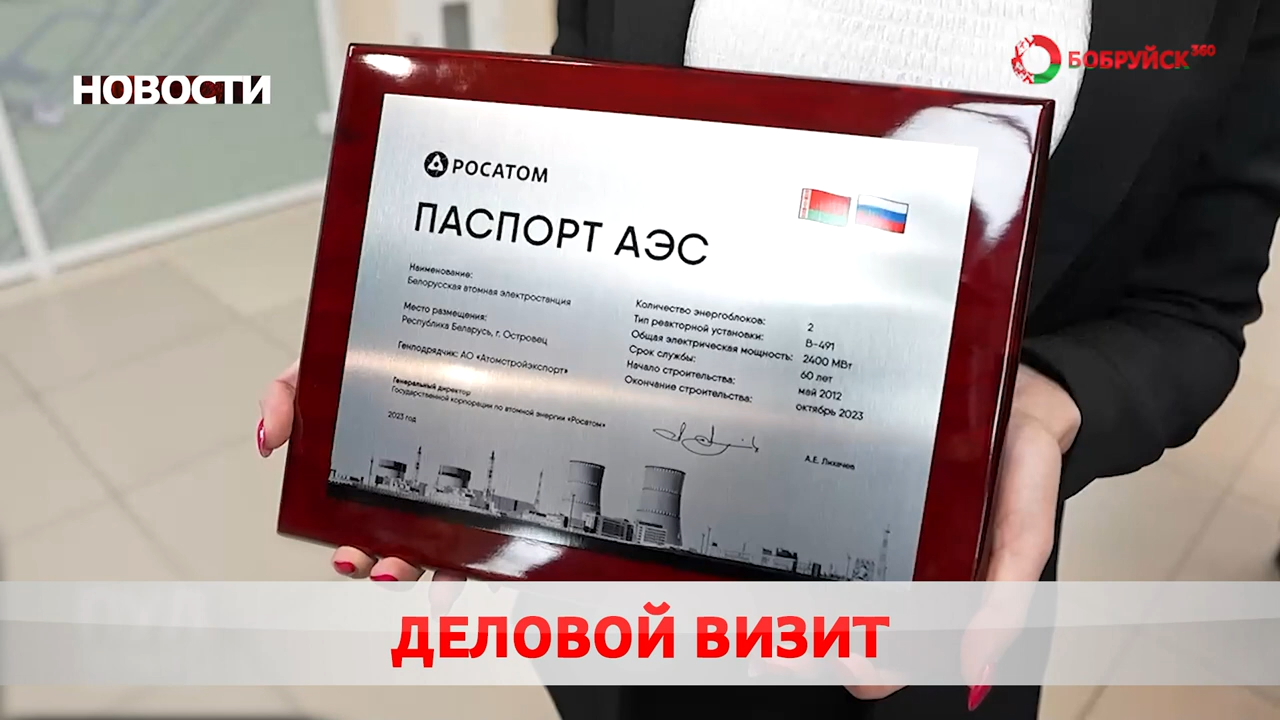 НОВОСТИ
БОБРУЙСК 360
РОСАТОМ
ПАСПОРТ АЭС
Наименование:
Белорусская атомная электростанция
Место размещения:
Республика Беларусь, г. Островец
Генподрядчик: АО «Атомстройэкспорт»
Генеральный директор
Государственной корпорации по атомной энергии «Росатом»
2023 год
Количество энергоблоков: 2
Тип реакторной установки: В-491
Общая электрическая мощность: 2400 МВт
Срок службы: 60 лет
Начало строительства: май 2012
Окончание строительства: октябрь 2023
А.Е. Лихачев
ДЕЛОВОЙ ВИЗИТ